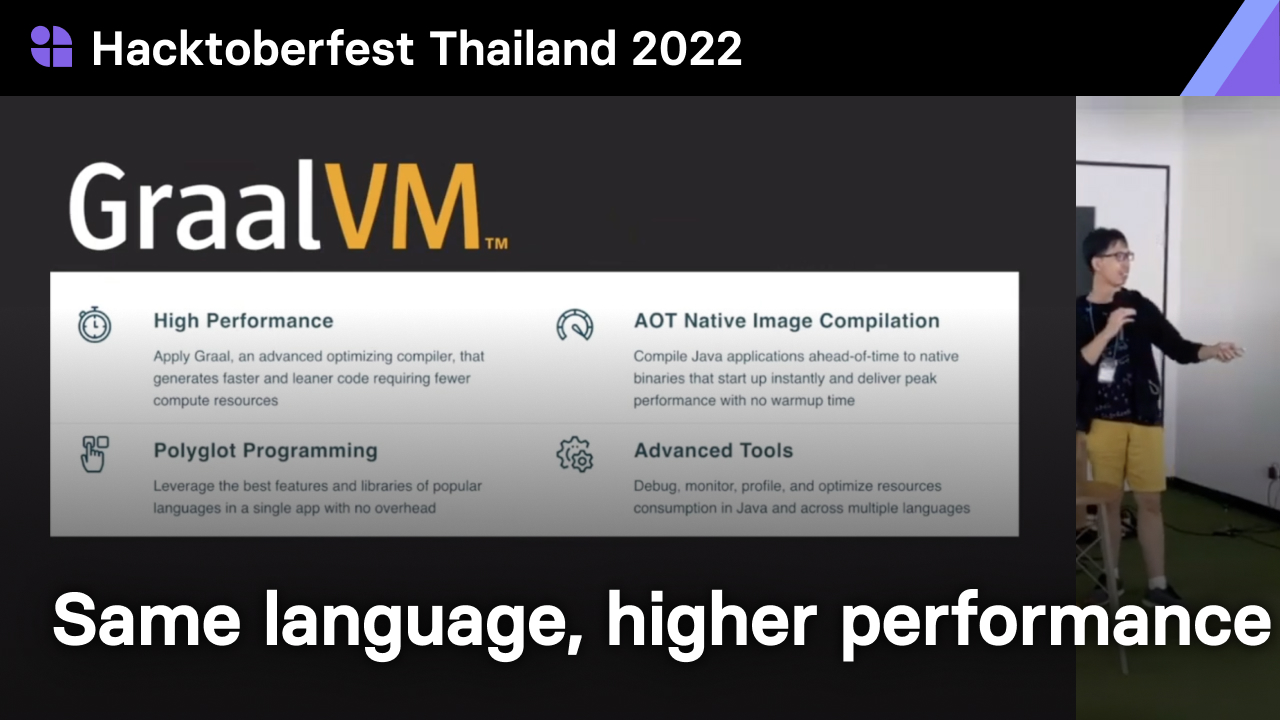 Hacktoberfest Thailand 2022
GraalVM™
High Performance
Apply Graal, an advanced optimizing compiler, that
generates faster and leaner code requiring fewer
compute resources
AOT Native Image Compilation
Compile Java applications ahead-of-time to native
binaries that start up instantly and deliver peak
performance with no warmup time
Polyglot Programming
Leverage the best features and libraries of popular
languages in a single app with no overhead
Advanced Tools
Debug, monitor, profile, and optimize resources
consumption in Java and across multiple languages
Same language, higher performance